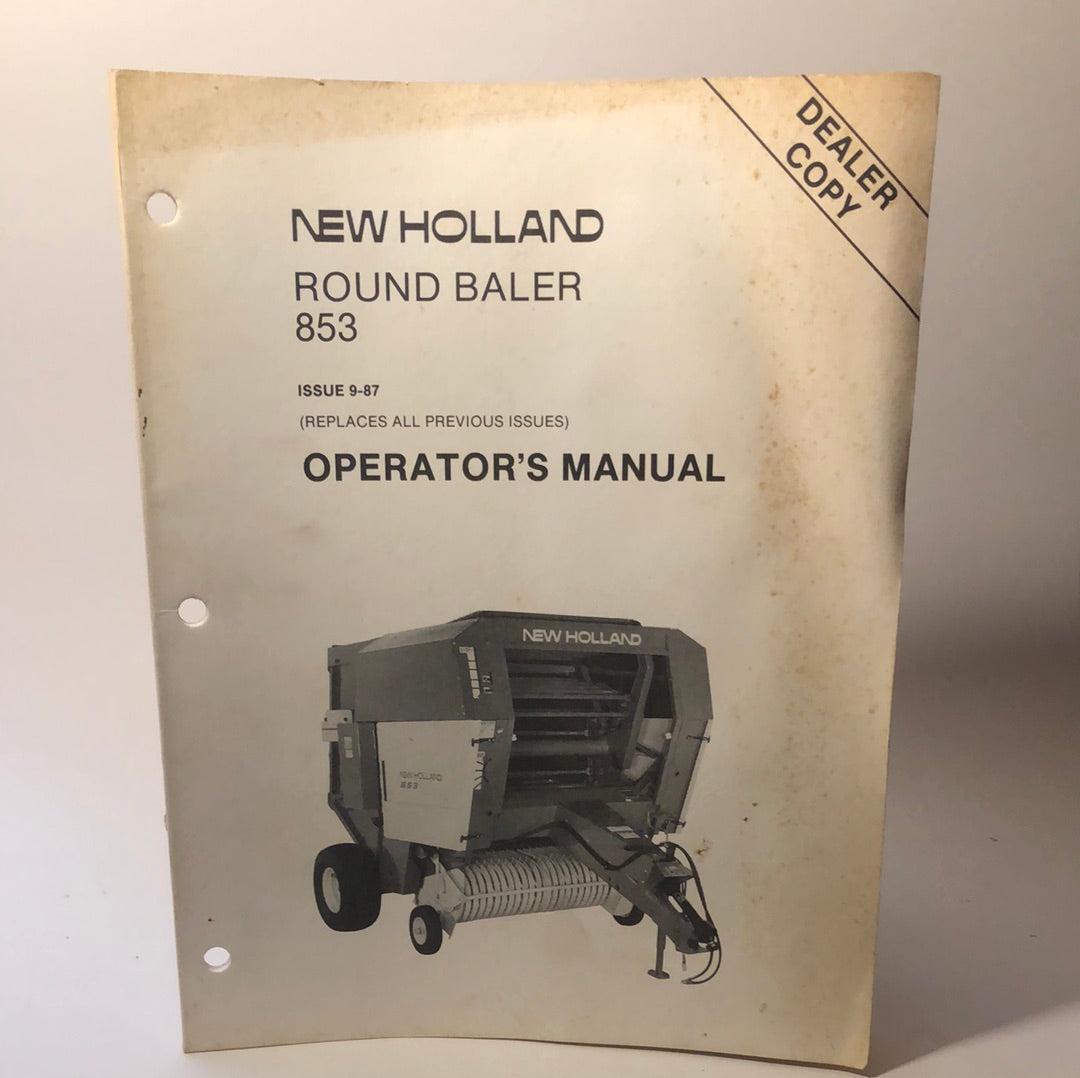 DEALER
COPY
NEW HOLLAND
ROUND BALER
853
ISSUE 9-87
(REPLACES ALL PREVIOUS ISSUES)
OPERATOR'S MANUAL
NEW HOLLAND
NEW HOLLAND
853